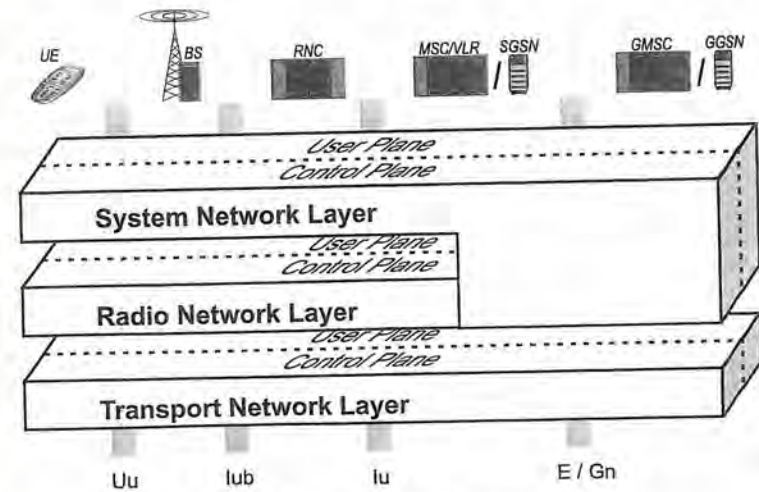 UE
BS
RNC
MSC/VLR / SGSN
GMSC / GGSN
User Plane
Control Plane
System Network Layer
User Plane
Control Plane
Radio Network Layer
User Plane
Control Plane
Transport Network Layer
Uu
Iub
Iu
E / Gn